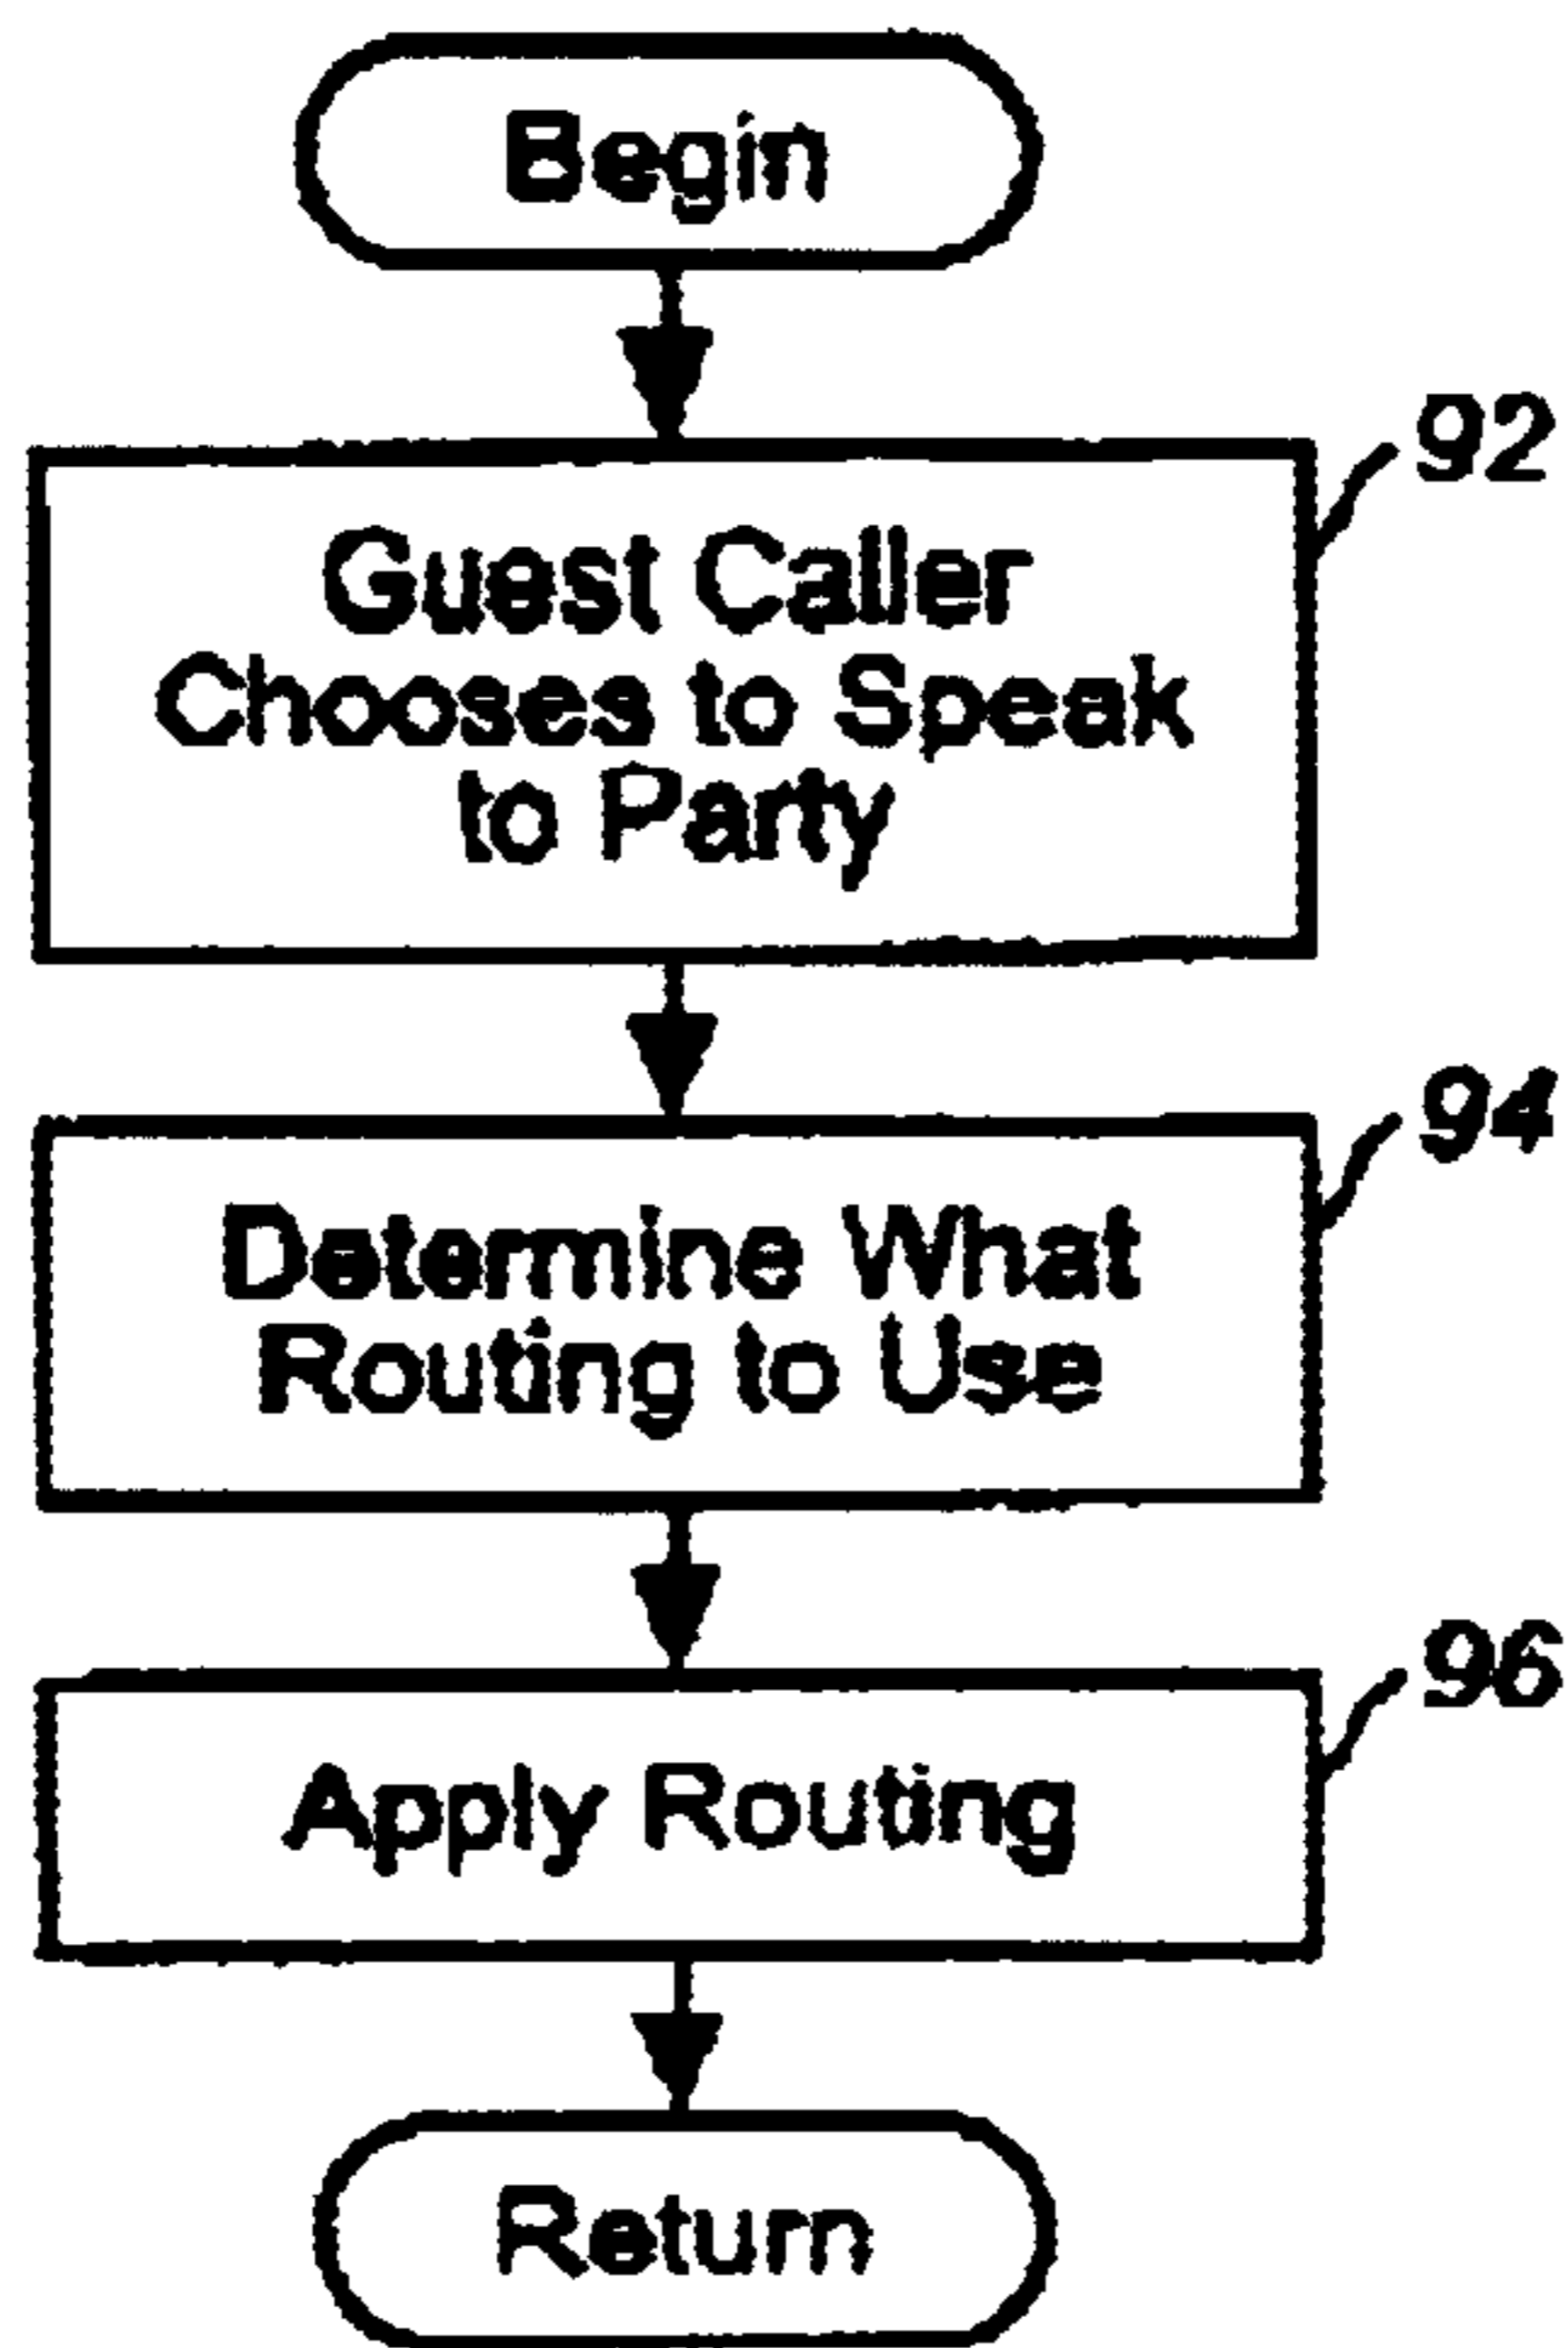 Begin
92
Guest Caller
Chooses to Speak
to Party
94
Determine What
Routing to Use
96
Apply Routing
Return